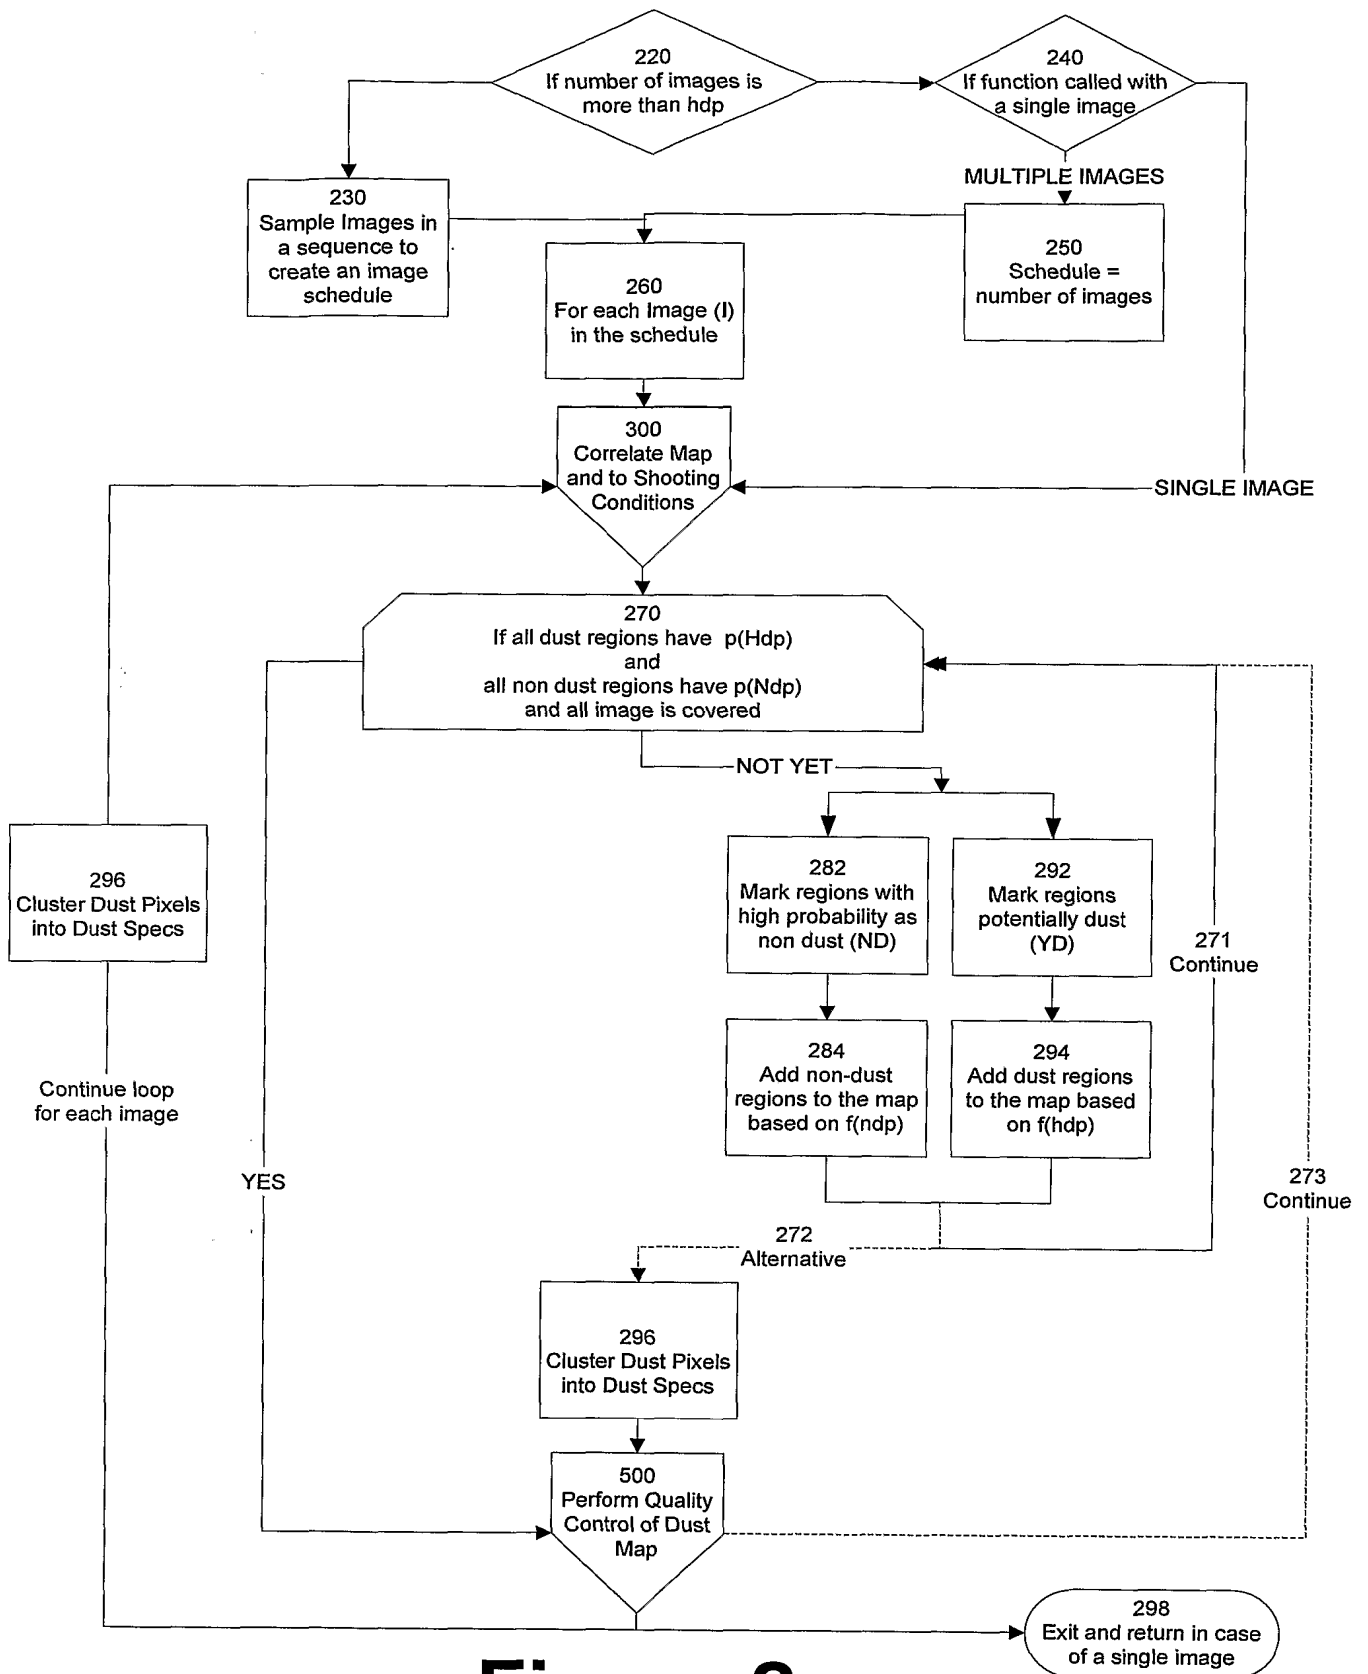 220
If number of images is
more than hdp
240
If function called with
a single image
MULTIPLE IMAGES
230
Sample Images in
a sequence to
create an image
schedule
250
Schedule =
number of images
260
For each Image (I)
in the schedule
300
Correlate Map
and to Shooting
Conditions
SINGLE IMAGE
270
If all dust regions have p(Hdp)
and
all non dust regions have p(Ndp)
and all image is covered
NOT YET
296
Cluster Dust Pixels
into Dust Specs
282
Mark regions with
high probability as
non dust (ND)
292
Mark regions
potentially dust
(YD)
271
Continue
284
Add non-dust
regions to the map
based on f(ndp)
294
Add dust regions
to the map based
on f(hdp)
Continue loop
for each image
YES
273
Continue
272
Alternative
296
Cluster Dust Pixels
into Dust Specs
500
Perform Quality
Control of Dust
Map
298
Exit and return in case
of a single image